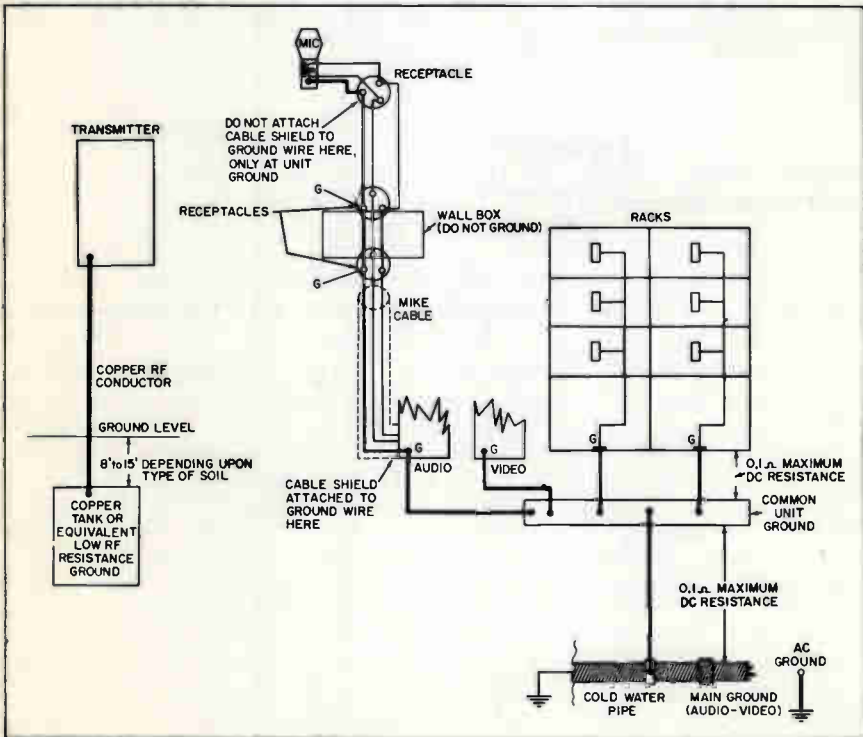 MIC
RECEPTACLE
DO NOT ATTACH
CABLE SHIELD TO
GROUND WIRE HERE,
ONLY AT UNIT
GROUND
TRANSMITTER
G
RECEPTACLES
WALL BOX
(DO NOT GROUND)
G
RACKS
MIKE
CABLE
COPPER RF
CONDUCTOR
GROUND LEVEL
8' to 15' DEPENDING UPON
TYPE OF SOIL
COPPER
TANK OR
EQUIVALENT
LOW RF
RESISTANCE
GROUND
G
AUDIO
G
VIDEO
CABLE SHIELD
ATTACHED TO
GROUND WIRE
HERE
G
G
0.1Ω MAXIMUM
DC RESISTANCE
COMMON
UNIT
GROUND
0.1Ω MAXIMUM
DC RESISTANCE
AC
GROUND
COLD WATER
PIPE
MAIN GROUND
(AUDIO-VIDEO)